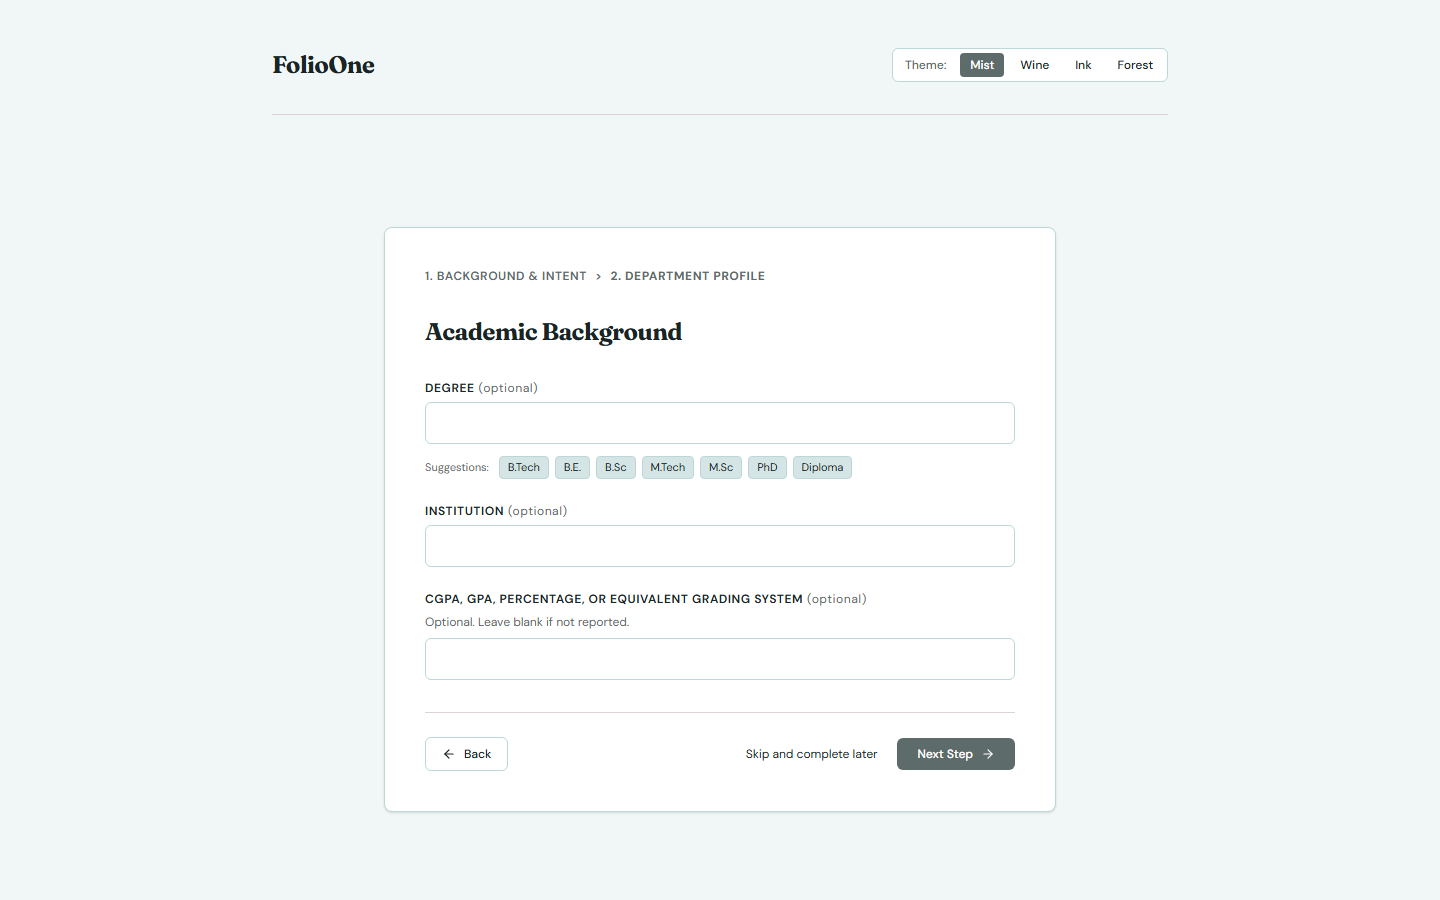 FolioOne
Theme: Mist Wine Ink Forest
1. BACKGROUND & INTENT > 2. DEPARTMENT PROFILE
Academic Background
DEGREE (optional)
Suggestions: B.Tech B.E. B.Sc M.Tech M.Sc PhD Diploma
INSTITUTION (optional)
CGPA, GPA, PERCENTAGE, OR EQUIVALENT GRADING SYSTEM (optional)
Optional. Leave blank if not reported.
← Back Skip and complete later Next Step →